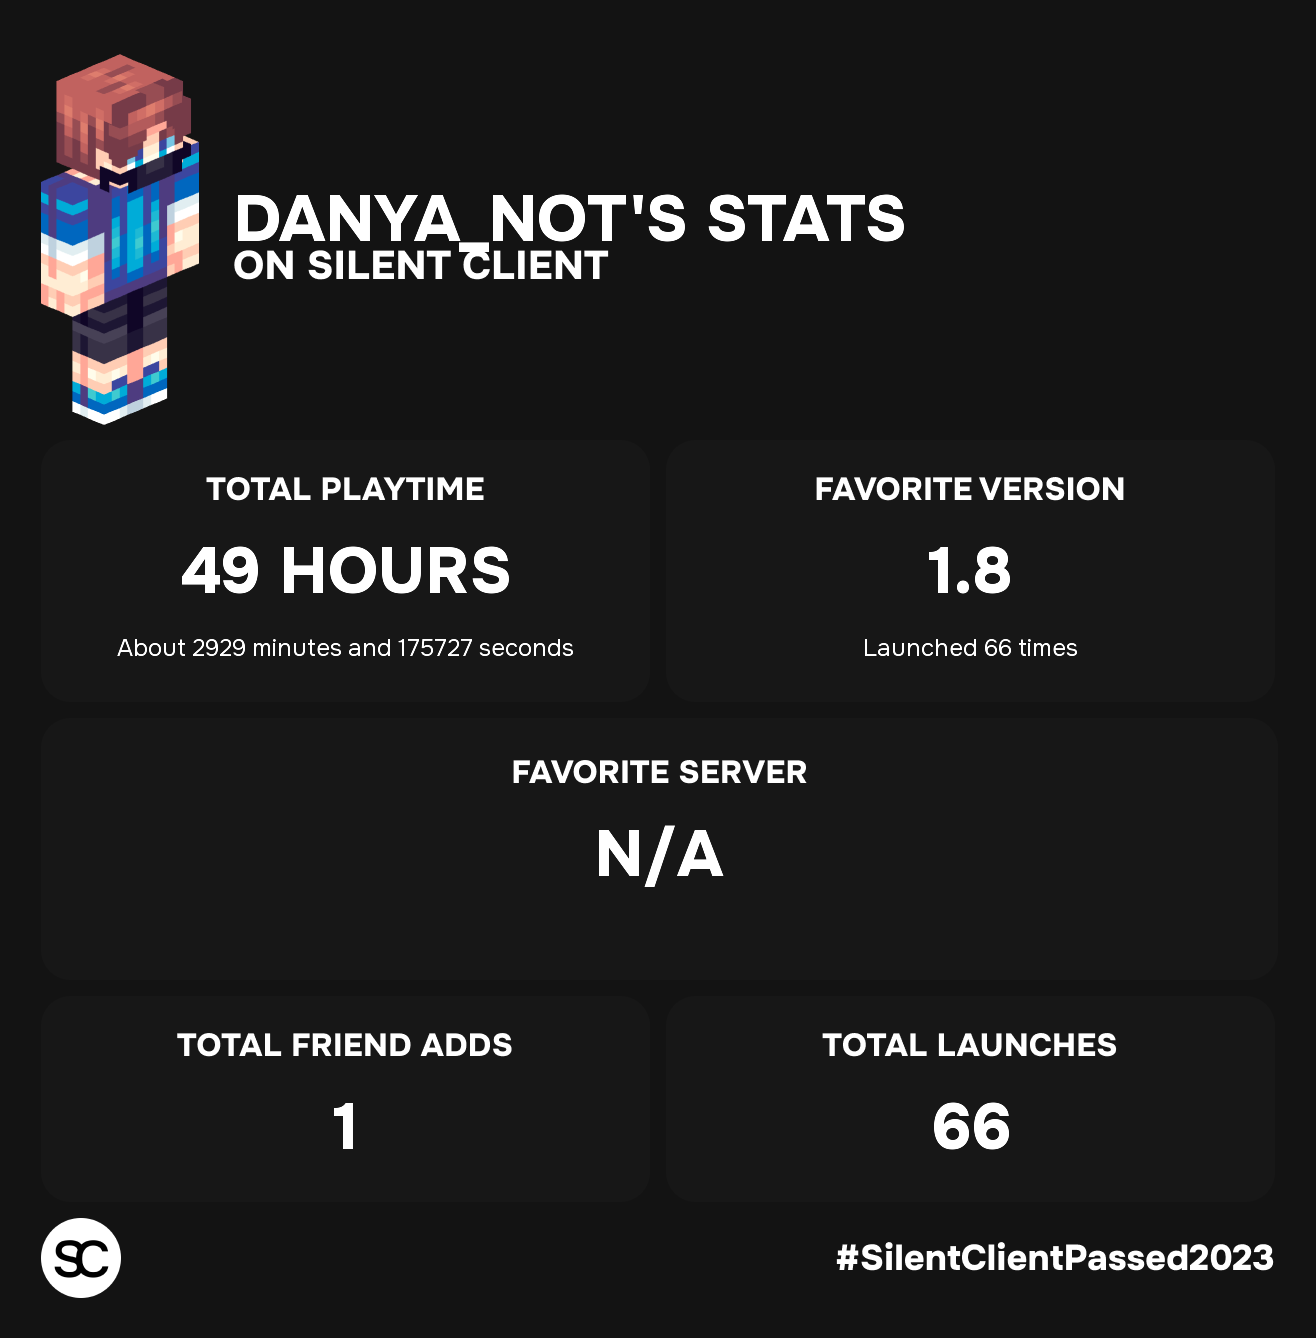 DANYA_NOT'S STATS
ON SILENT CLIENT
TOTAL PLAYTIME
49 HOURS
About 2929 minutes and 175727 seconds
FAVORITE VERSION
1.8
Launched 66 times
FAVORITE SERVER
N/A
TOTAL FRIEND ADDS
1
TOTAL LAUNCHES
66
SC
#SilentClientPassed2023